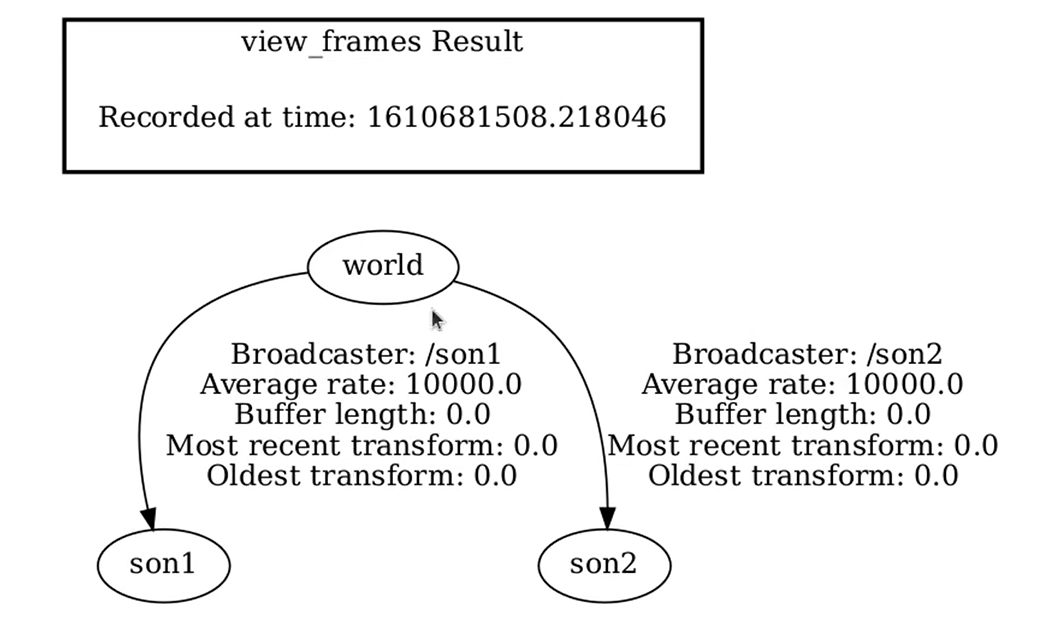 view_frames Result
Recorded at time: 1610681508.218046
world
Broadcaster: /son1
Average rate: 10000.0
Buffer length: 0.0
Most recent transform: 0.0
Oldest transform: 0.0
Broadcaster: /son2
Average rate: 10000.0
Buffer length: 0.0
Most recent transform: 0.0
Oldest transform: 0.0
son1
son2